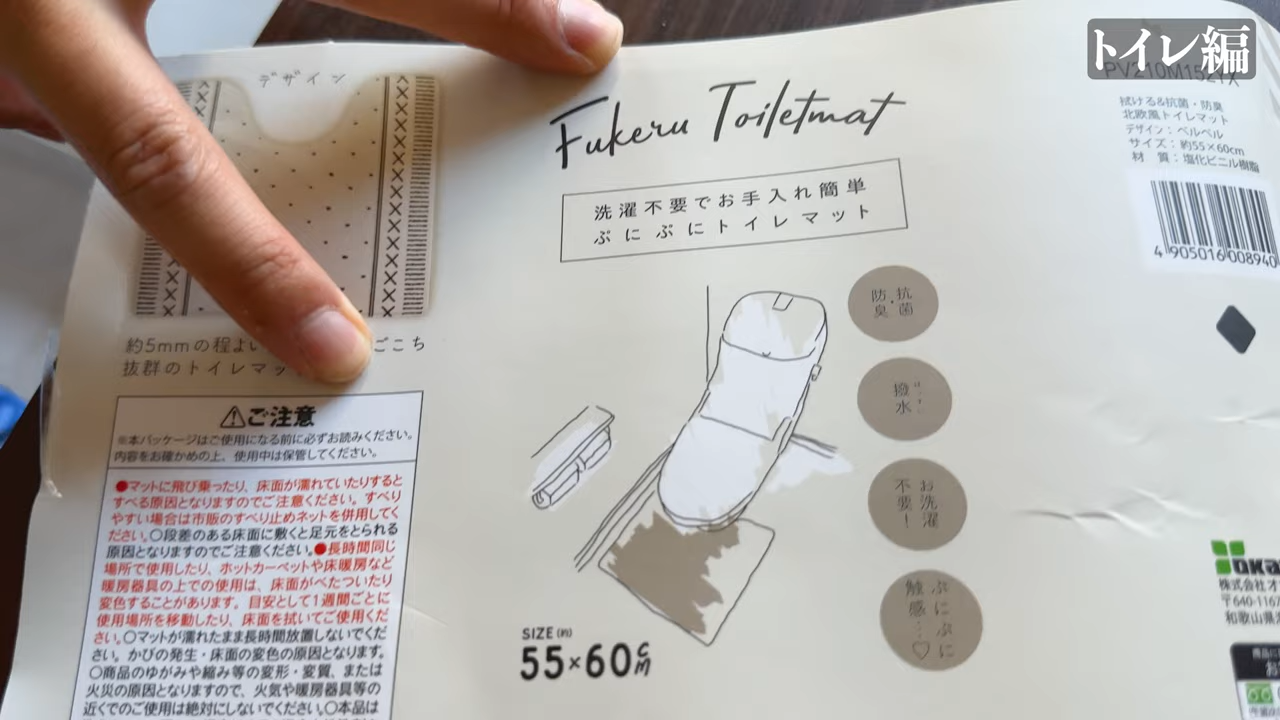 トイレ編
デザイン
約5mmの程よい
ごこち
抜群のトイレマッ
⚠ご注意
※本パッケージはご使用になる前に必ずお読みください。
内容をお確かめの上、使用中は保管してください。
●マットに飛び乗ったり、床面が濡れていたりすると
すべる原因となりますのでご注意ください。すべり
やすい場合は市販のすべり止めネットを併用してく
ださい。○段差のある床面に敷くと足元をとられる
原因となりますのでご注意ください。●長時間同じ
場所で使用したり、ホットカーペットや床暖房など
暖房器具の上での使用は、床面がべたついたり
変色することがあります。目安として1週間ごとに
使用場所を移動したり、床面を拭いてご使用くだ
さい。○マットが濡れたまま長時間放置しないでくだ
さい。かびの発生・床面の変色の原因となります。
○商品のゆがみや縮み等の変形・変質、または
火災の原因となりますので、火気や暖房器具等の
近くでのご使用は絶対にしないでください。○本品は
Fukeru Toiletmat
洗濯不要でお手入れ簡単
ぷにぷにトイレマット
抗菌・
防臭
はっすい
撥水
お洗濯
不要!
ぷにぷに
触感…♡
SIZE(約)
55×60CM
PV210M152YX
拭ける&抗菌・防臭
北欧風トイレマット
デザイン：ベルベル
サイズ：約55×60cm
材 質：塩化ビニル樹脂
4 905016 008940
OKA
株式会社オ
〒640-116
和歌山県海